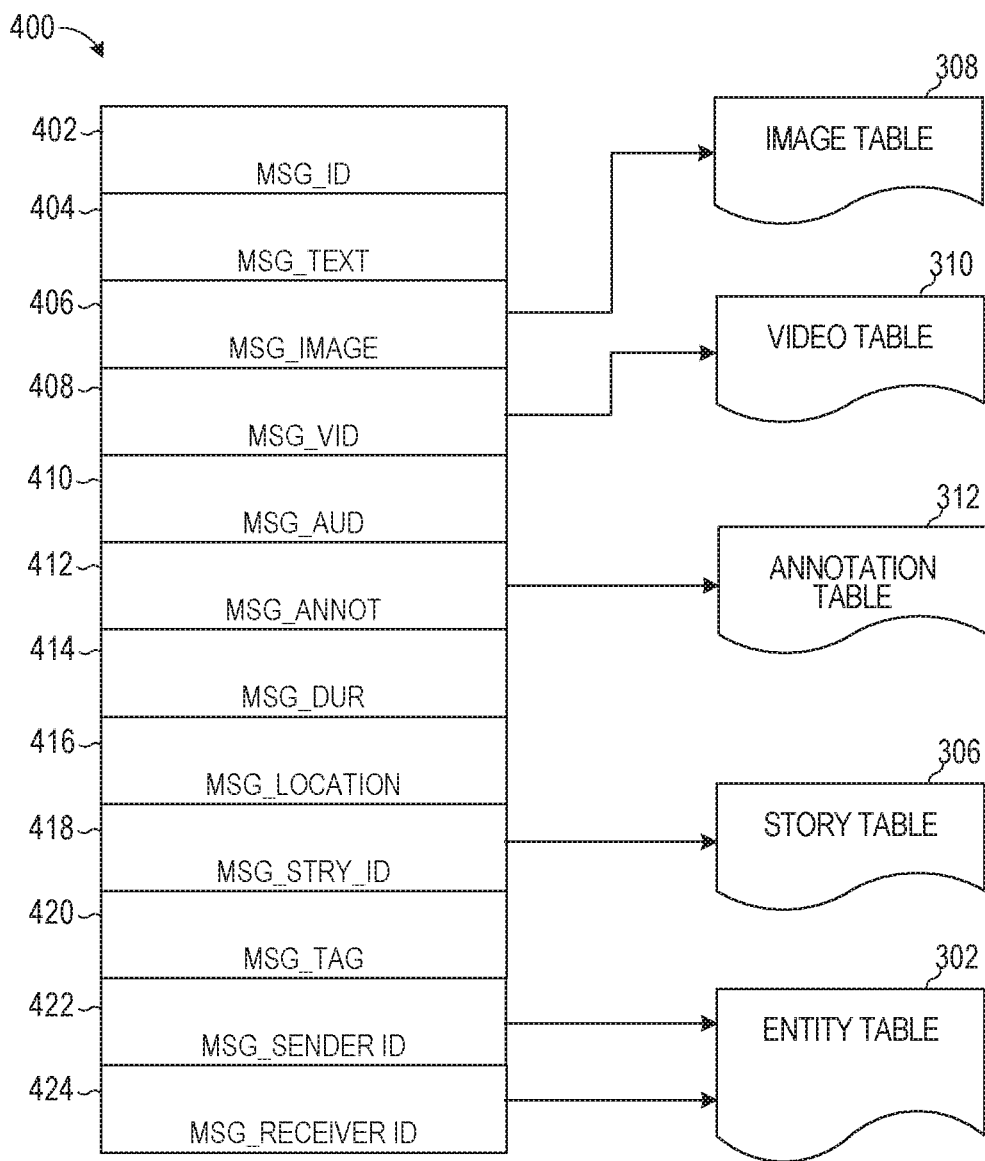 400
402
MSG_ID
404
MSG_TEXT
406
MSG_IMAGE
408
MSG_VID
410
MSG_AUD
412
MSG_ANNOT
414
MSG_DUR
416
MSG_LOCATION
418
MSG_STRY_ID
420
MSG_TAG
422
MSG_SENDER ID
424
MSG_RECEIVER ID
308
IMAGE TABLE
310
VIDEO TABLE
312
ANNOTATION
TABLE
306
STORY TABLE
302
ENTITY TABLE